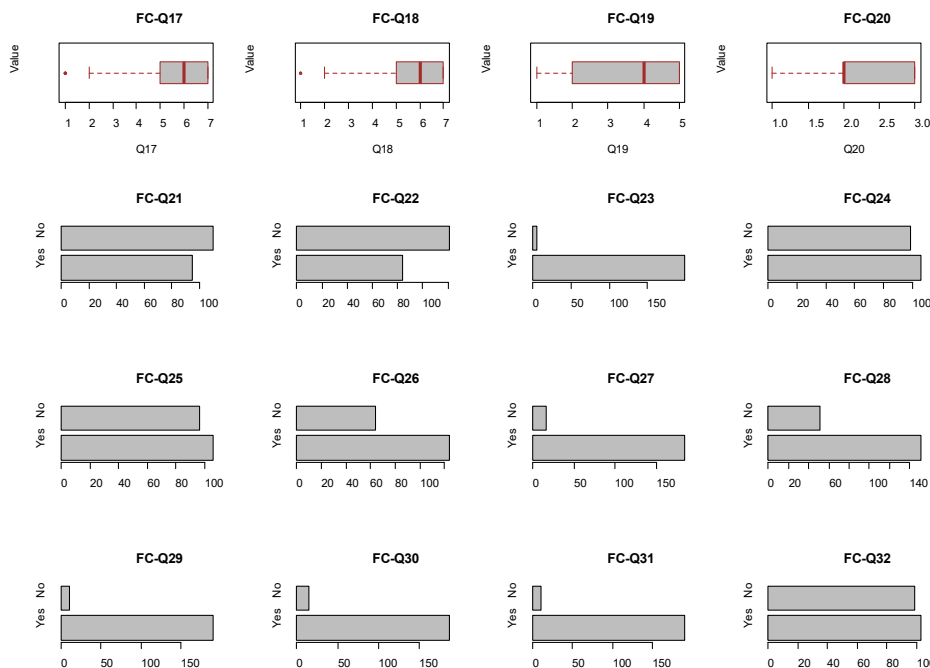 FC-Q17 FC-Q18 FC-Q19 FC-Q20
Value Value Value Value
1 2 3 4 5 6 7 1 2 3 4 5 6 7 1 2 3 4 5 1.0 1.5 2.0 2.5 3.0
Q17 Q18 Q19 Q20
FC-Q21 FC-Q22 FC-Q23 FC-Q24
Yes No Yes No Yes No Yes No
0 20 40 60 80 100 0 20 40 60 80 100 0 50 100 150 0 20 40 60 80 100
FC-Q25 FC-Q26 FC-Q27 FC-Q28
Yes No Yes No Yes No Yes No
0 20 40 60 80 100 0 20 40 60 80 100 0 50 100 150 0 20 60 100 140
FC-Q29 FC-Q30 FC-Q31 FC-Q32
Yes No Yes No Yes No Yes No
0 50 100 150 0 50 100 150 0 50 100 150 0 20 40 60 80